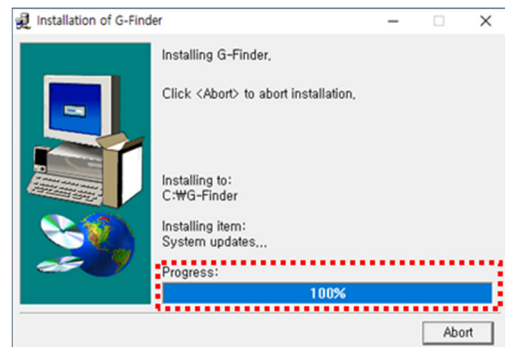 Installation of G-Finder
Installing G-Finder,
Click <Abort> to abort installation,
Installing to:
C:₩G-Finder
Installing item:
System updates,,,
Progress:
100%
Abort